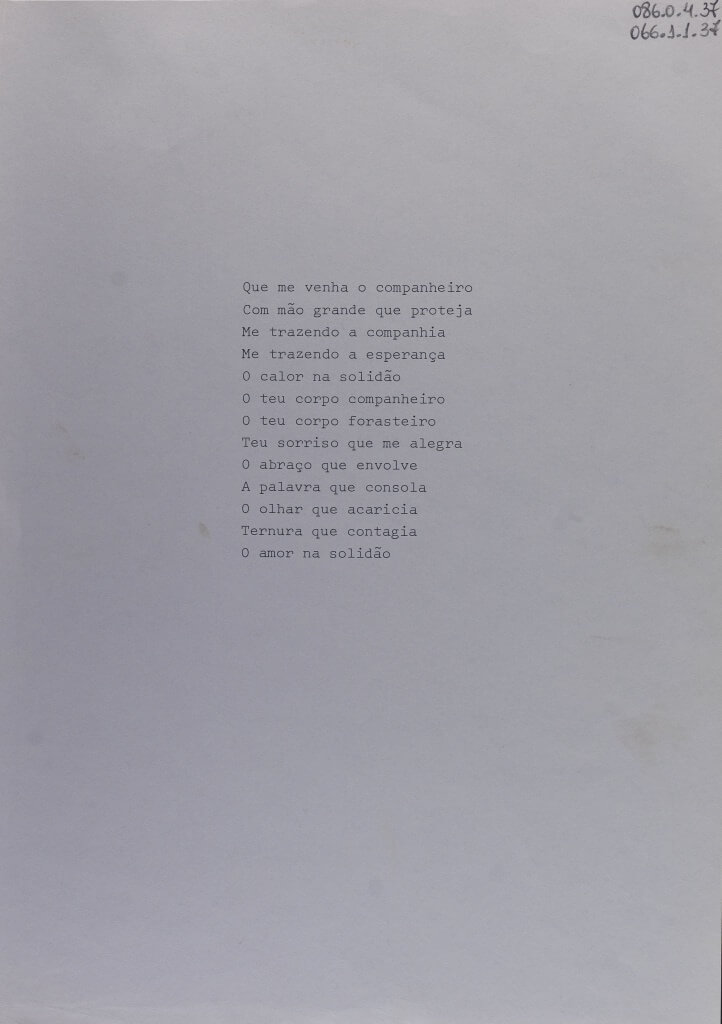 086.0.4.37
066.1.1.37
Que me venha o companheiro
Com mão grande que proteja
Me trazendo a companhia
Me trazendo a esperança
O calor na solidão
O teu corpo companheiro
O teu corpo forasteiro
Teu sorriso que me alegra
O abraço que envolve
A palavra que consola
O olhar que acaricia
Ternura que contagia
O amor na solidão